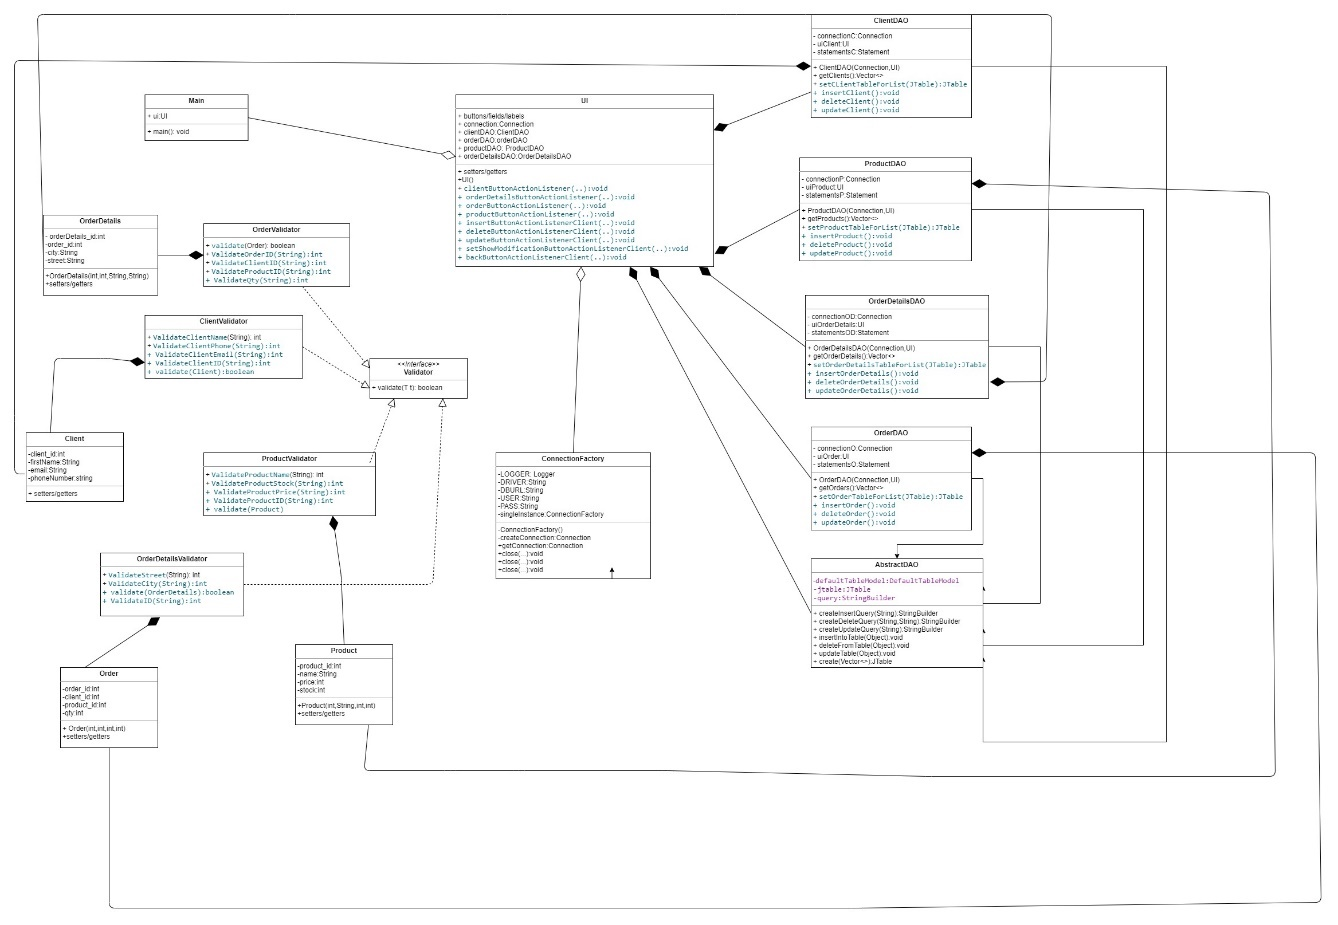 ClientDAO
- connectionC:Connection
- uiClient:UI
- statementsC:Statement
+ ClientDAO(Connection,UI)
+ getClients():Vector<>
+ setCLientTableForList(JTable):JTable
+ insertClient():void
+ deleteClient():void
+ updateClient():void
Main
+ ui:UI
+ main(): void
UI
+ buttons/fields/labels
+ connection:Connection
+ clientDAO:ClientDAO
+ orderDAO:orderDAO
+ productDAO: ProductDAO
+ orderDetailsDAO:OrderDetailsDAO
+ setters/getters
+UI()
+ clientButtonActionListener(..):void
+ orderDetailsButtonActionListener(..):void
+ orderButtonActionListener(..):void
+ productButtonActionListener(..):void
+ insertButtonActionListenerClient(..):void
+ deleteButtonActionListenerClient(..):void
+ updateButtonActionListenerClient(..):void
+ setShowModificationButtonActionListenerClient(..):void
+ backButtonActionListenerClient(..):void
ProductDAO
- connectionP:Connection
- uiProduct:UI
- statementsP:Statement
+ ProductDAO(Connection,UI)
+ getProducts():Vector<>
+ setProductTableForList(JTable):JTable
+ insertProduct():void
+ deleteProduct():void
+ updateProduct():void
OrderDetails
- orderDetails_id:int
-order_id:int
-city:String
-street:String
+OrderDetails(int,int,String,String)
+setters/getters
OrderValidator
+ validate(Order): boolean
+ ValidateOrderID(String):int
+ ValidateClientID(String):int
+ ValidateProductID(String):int
+ ValidateQty(String):int
OrderDetailsDAO
- connectionOD:Connection
- uiOrderDetails:UI
- statementsOD:Statement
+ OrderDetailsDAO(Connection,UI)
+ getOrderDetails():Vector<>
+ setOrderDetailsTableForList(JTable):JTable
+ insertOrderDetails():void
+ deleteOrderDetails():void
+ updateOrderDetails():void
ClientValidator
+ ValidateClientName(String): int
+ ValidateClientPhone(String):int
+ ValidateClientEmail(String):int
+ ValidateClientID(String):int
+ validate(Client):boolean
<<Interface>>
Validator
+ validate(T t): boolean
Client
-client_id:int
-firstName:String
-email:String
-phoneNumber:string
+ setters/getters
ProductValidator
+ ValidateProductName(String): int
+ ValidateProductStock(String):int
+ ValidateProductPrice(String):int
+ ValidateProductID(String):int
+ validate(Product)
ConnectionFactory
-LOGGER: Logger
-DRIVER:String
-DBURL:String
-USER:String
-PASS:String
-singleInstance:ConnectionFactory
-ConnectionFactory()
-createConnection:Connection
+getConnection:Connection
+close(...):void
+close(...):void
+close(...):void
OrderDAO
- connectionO:Connection
- uiOrder:UI
- statementsO:Statement
+ OrderDAO(Connection,UI)
+ getOrders():Vector<>
+ setOrderTableForList(JTable):JTable
+ insertOrder():void
+ deleteOrder():void
+ updateOrder():void
OrderDetailsValidator
+ ValidateStreet(String): int
+ ValidateCity(String):int
+ validate(OrderDetails):boolean
+ ValidateID(String):int
AbstractDAO
-defaultTableModel:DefaultTableModel
-jtable:JTable
-query:StringBuilder
+ createInsertQuery(String):StringBuilder
+ createDeleteQuery(String,String):StringBuilder
+ createUpdateQuery(String):StringBuilder
+ insertIntoTable(Object):void
+ deleteFromTable(Object):void
+ updateTable(Object):void
+ create(Vector<>):JTable
Order
-order_id:int
-client_id:int
-product_id:int
-qty:int
+ Order(int,int,int,int)
+setters/getters
Product
-product_id:int
-name:String
-price:int
-stock:int
+Product(int,String,int,int)
+setters/getters